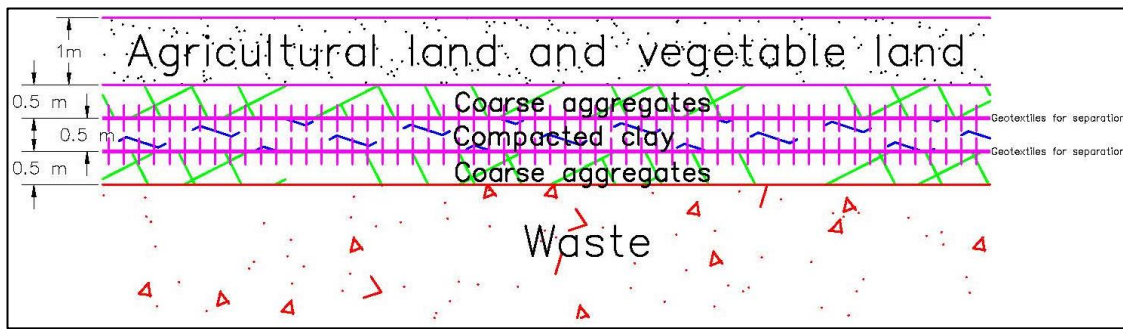 1m
Agricultural land and vegetable land
0.5 m
Coarse aggregates
Geotextiles for separation
0.5 m
Compacted clay
Geotextiles for separation
0.5 m
Coarse aggregates
Waste